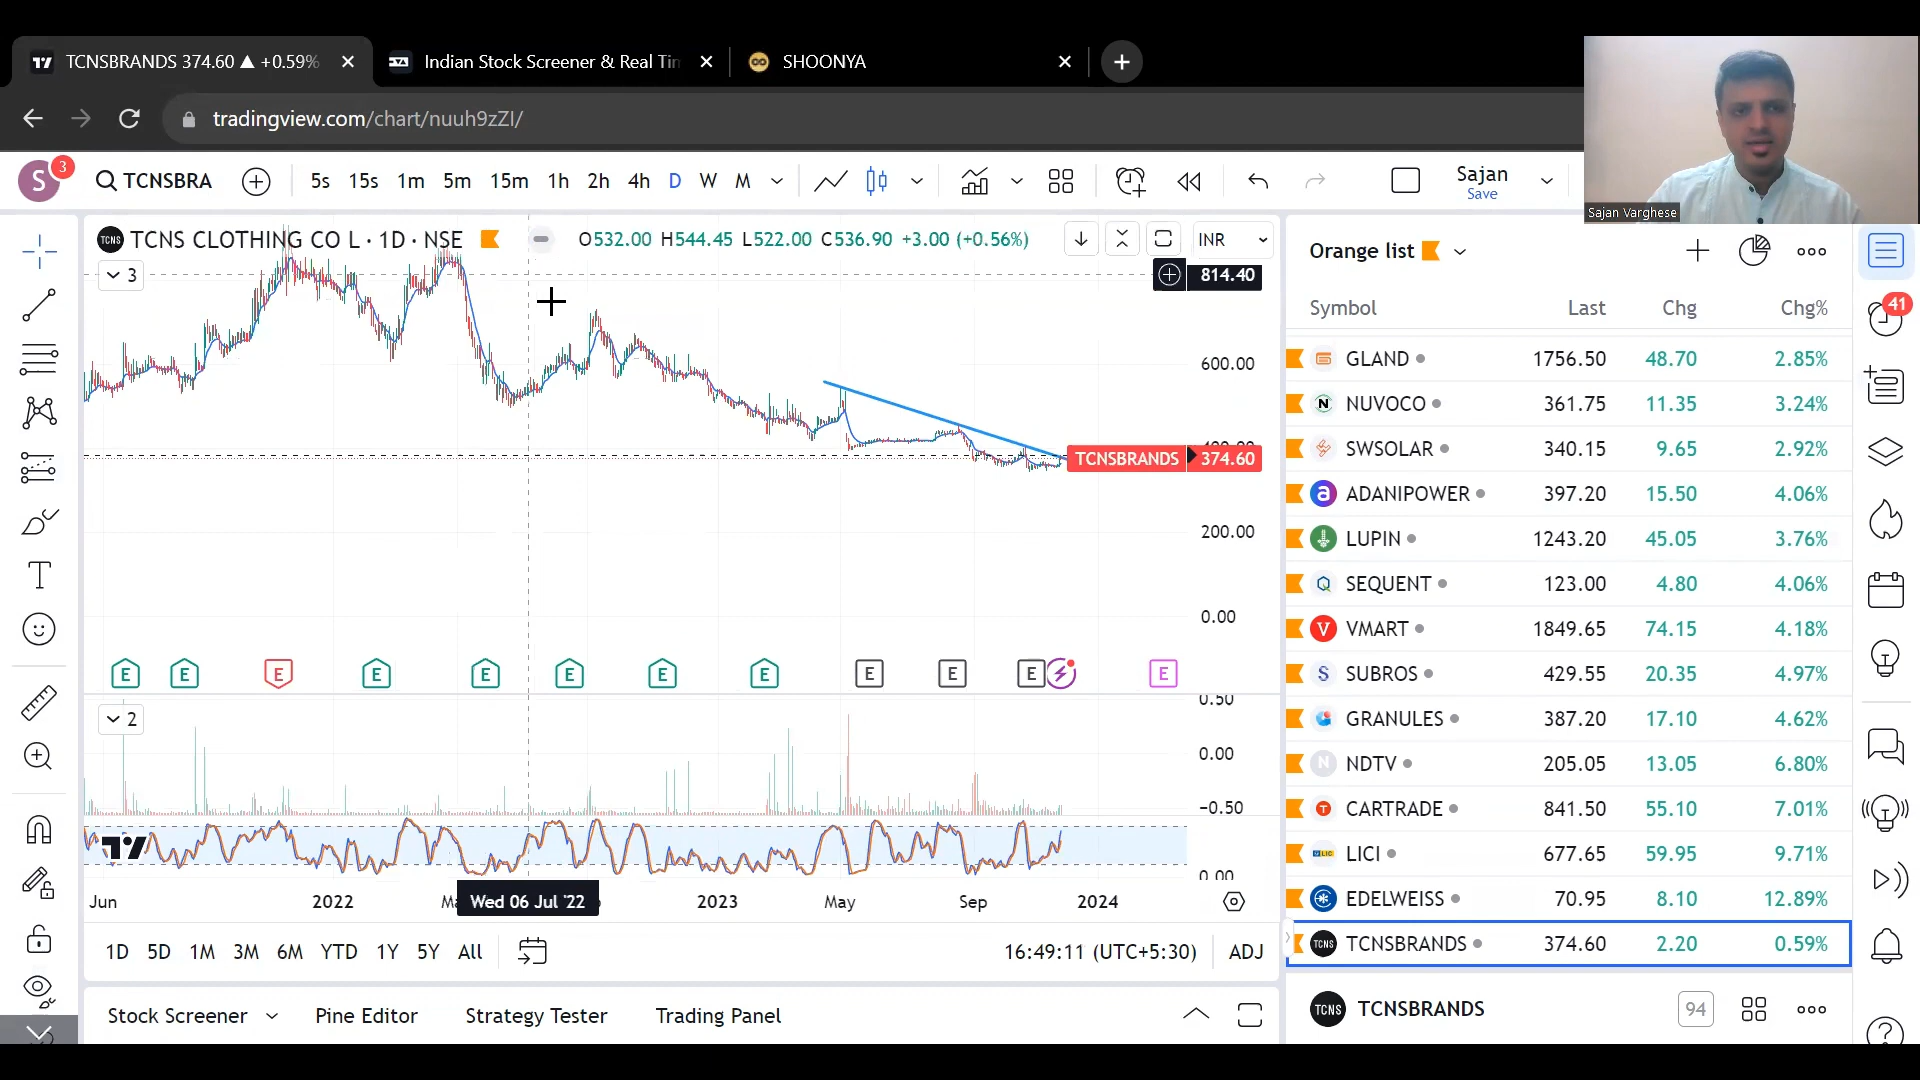 TCNSBRANDS 374.60 ▲ +0.59%
Indian Stock Screener & Real Tim
SHOONYA
tradingview.com/chart/nuuh9zZI/
S 3
TCNSBRA
5s 15s 1m 5m 15m 1h 2h 4h D W M
Sajan
Save
Sajan Varghese
TCNS CLOTHING CO L · 1D · NSE
O532.00 H544.45 L522.00 C536.90 +3.00 (+0.56%)
INR
3
814.40
600.00
400.00
TCNSBRANDS 374.60
200.00
0.00
E E E E E E E E E E E E
0.50
2
0.00
−0.50
0.00
Jun 2022 Wed 06 Jul '22 2023 May Sep 2024
1D 5D 1M 3M 6M YTD 1Y 5Y All
16:49:11 (UTC+5:30) ADJ
Stock Screener Pine Editor Strategy Tester Trading Panel
Orange list
41
Symbol Last Chg Chg%
GLAND 1756.50 48.70 2.85%
NUVOCO 361.75 11.35 3.24%
SWSOLAR 340.15 9.65 2.92%
ADANIPOWER 397.20 15.50 4.06%
LUPIN 1243.20 45.05 3.76%
SEQUENT 123.00 4.80 4.06%
VMART 1849.65 74.15 4.18%
SUBROS 429.55 20.35 4.97%
GRANULES 387.20 17.10 4.62%
NDTV 205.05 13.05 6.80%
CARTRADE 841.50 55.10 7.01%
LICI 677.65 59.95 9.71%
EDELWEISS 70.95 8.10 12.89%
TCNSBRANDS 374.60 2.20 0.59%
TCNS TCNSBRANDS 94